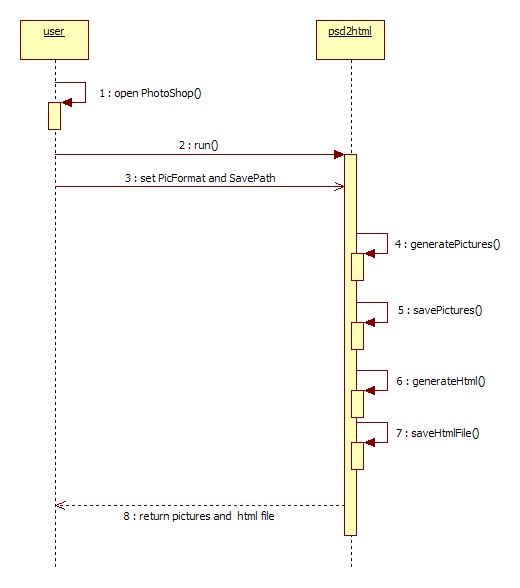 user
psd2html
1 : open PhotoShop()
2 : run()
3 : set PicFormat and SavePath
4 : generatePictures()
5 : savePictures()
6 : generateHtml()
7 : saveHtmlFile()
8 : return pictures and  html file